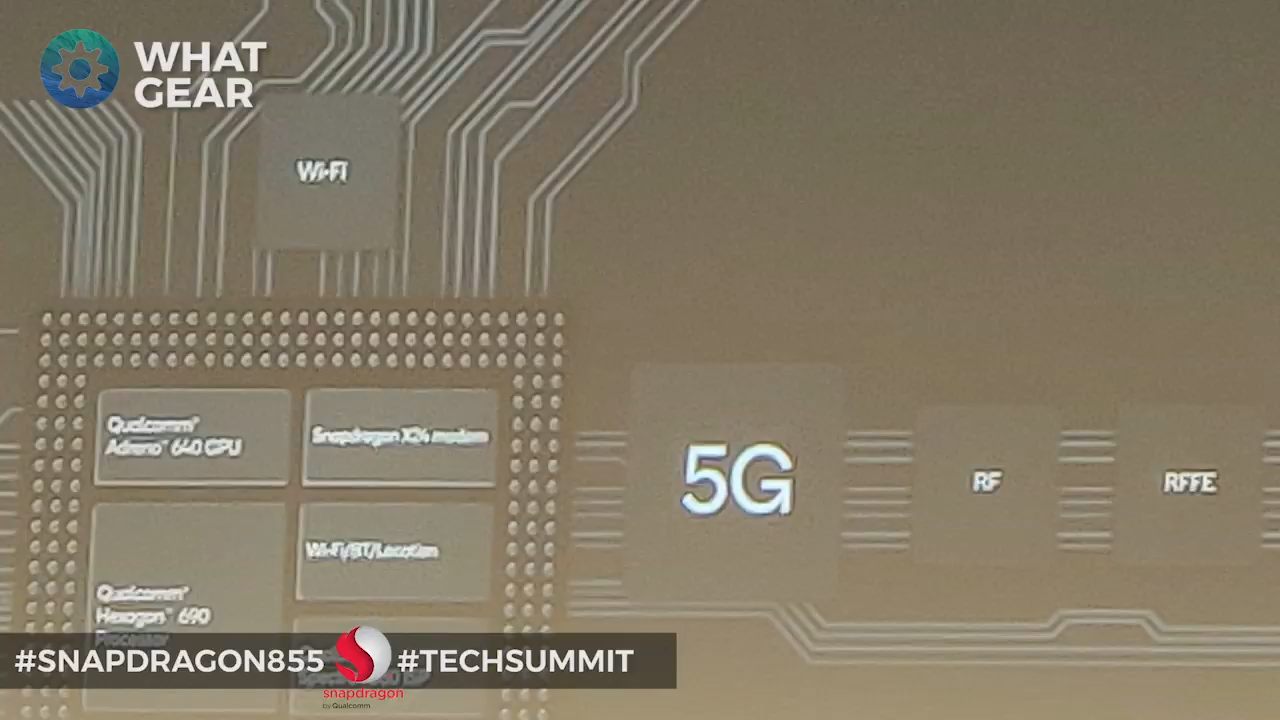 WHAT
GEAR
Wi-Fi
Qualcomm®
Adreno™ 640 GPU
Snapdragon X24 modem
5G
RF
RFFE
Wi-Fi/BT/Location
Qualcomm®
Hexagon™ 690
Processor
#SNAPDRAGON855
#TECHSUMMIT
snapdragon
by Qualcomm